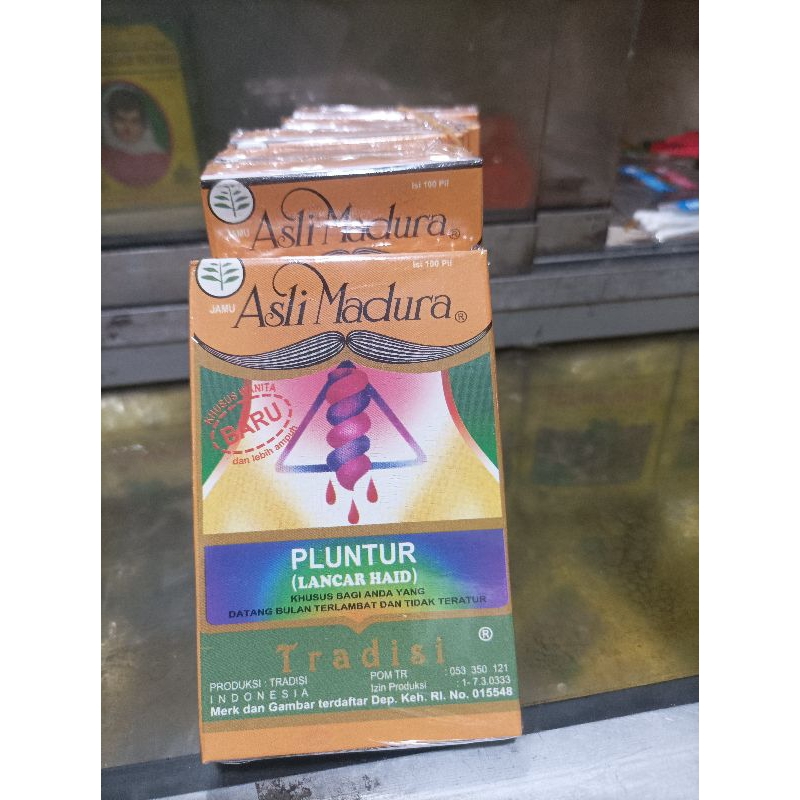 Isi 100 Pil
JAMU
Asli Madura ®
Isi 100 Pil
JAMU
Asli Madura ®
KHUSUS WANITA
BARU
dan lebih ampuh
PLUNTUR
(LANCAR HAID)
KHUSUS BAGI ANDA YANG
DATANG BULAN TERLAMBAT DAN TIDAK TERATUR
Tradisi ®
PRODUKSI : TRADISI
INDONESIA
POM TR : 053 350 121
Izin Produksi : 1-7.3.0333
Merk dan Gambar terdaftar Dep. Keh. RI. No. 015548